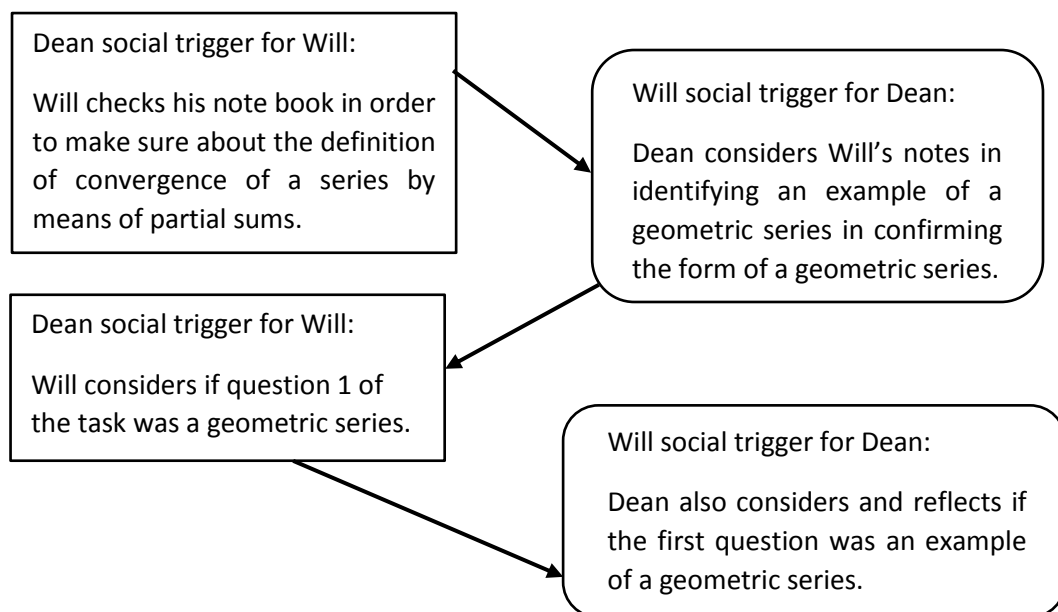 Dean social trigger for Will:
Will checks his note book in order
to make sure about the definition
of convergence of a series by
means of partial sums.
Will social trigger for Dean:
Dean considers Will’s notes in
identifying an example of a
geometric series in confirming
the form of a geometric series.
Dean social trigger for Will:
Will considers if question 1 of
the task was a geometric series.
Will social trigger for Dean:
Dean also considers and reflects if
the first question was an example
of a geometric series.